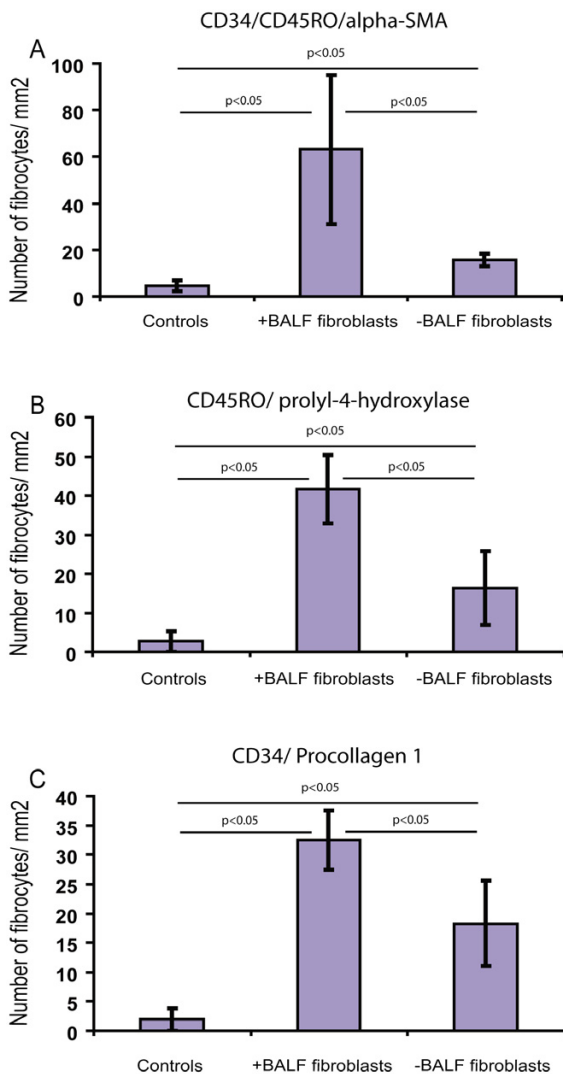 CD34/CD45RO/alpha-SMA
A
p<0.05
p<0.05 p<0.05
Number of fibrocytes/ mm2
100
80
60
40
20
0
Controls +BALF fibroblasts -BALF fibroblasts
CD45RO/ prolyl-4-hydroxylase
B
p<0.05
p<0.05 p<0.05
Number of fibrocytes/ mm2
60
50
40
30
20
10
0
Controls +BALF fibroblasts -BALF fibroblasts
CD34/ Procollagen 1
C
p<0.05
p<0.05 p<0.05
Number of fibrocytes/ mm2
40
35
30
25
20
15
10
5
0
Controls +BALF fibroblasts -BALF fibroblasts